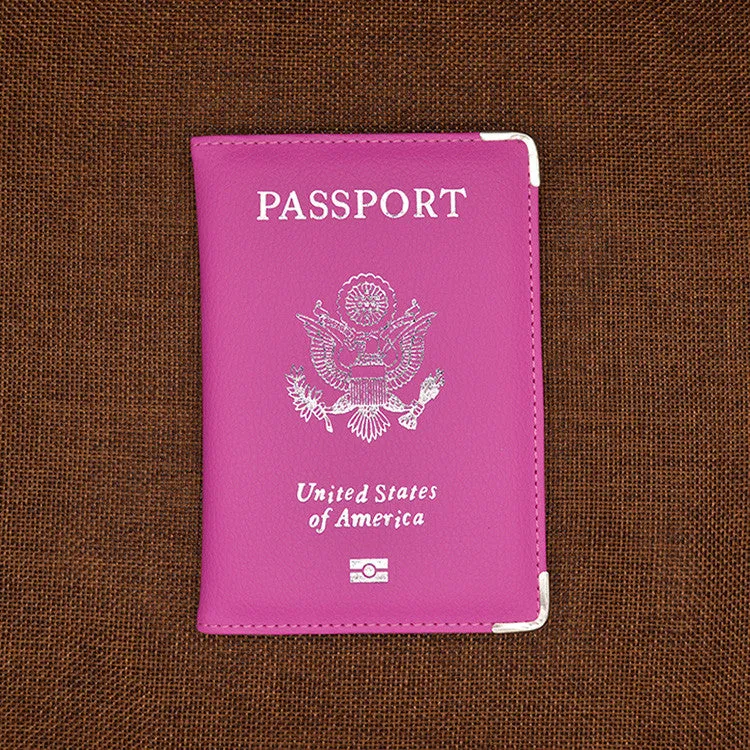 PASSPORT
United States
of America